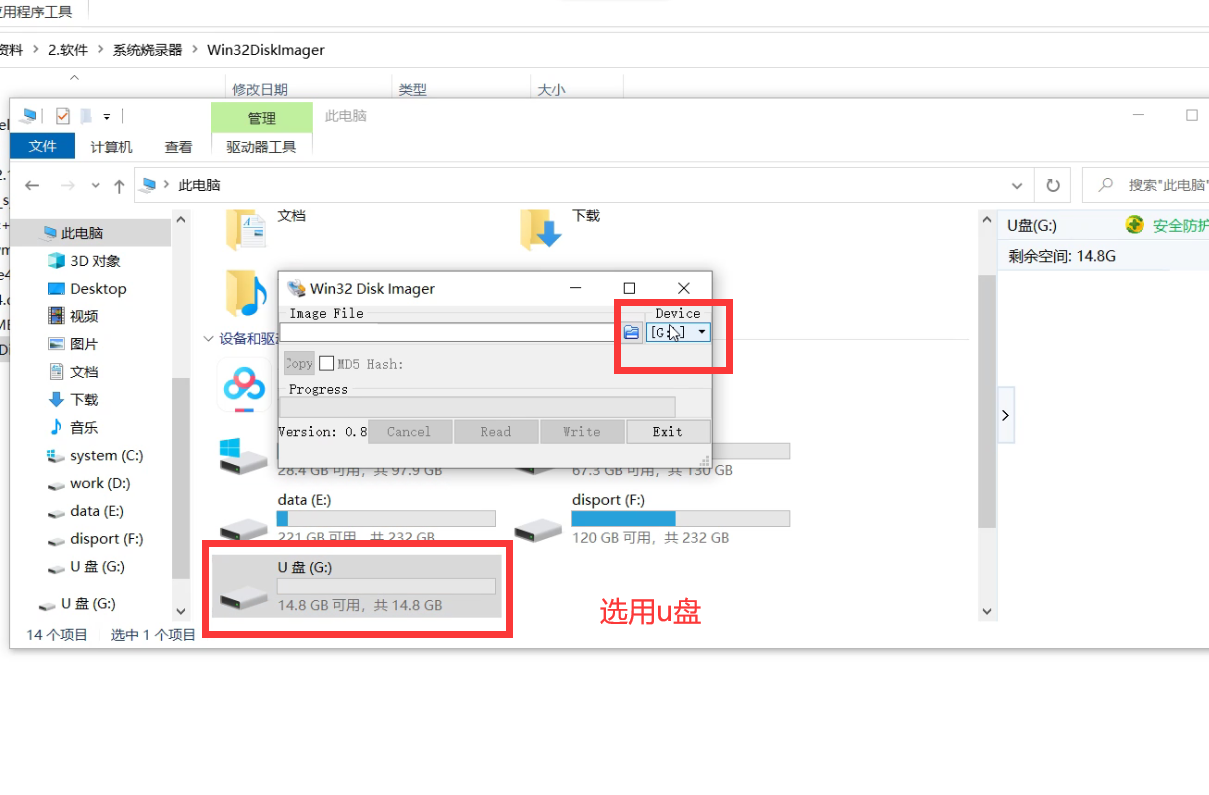 应用程序工具
资料 > 2.软件 > 系统烧录器 > Win32DiskImager
修改日期 类型 大小
管理 此电脑
文件 计算机 查看 驱动器工具
此电脑 搜索"此电脑"
此电脑
3D 对象
Desktop
视频
图片
文档
下载
音乐
system (C:)
work (D:)
data (E:)
disport (F:)
U 盘 (G:)
U 盘 (G:)
文档 下载
设备和驱
Win32 Disk Imager
Image File Device
[G:\]
Copy MD5 Hash:
Progress
Version: 0.8 Cancel Read Write Exit
28.4 GB 可用，共 97.9 GB 67.3 GB 可用，共 130 GB
data (E:) disport (F:)
221 GB 可用，共 232 GB 120 GB 可用，共 232 GB
U 盘 (G:)
14.8 GB 可用，共 14.8 GB
选用u盘
U盘(G:) 安全防护
剩余空间: 14.8G
14 个项目 选中 1 个项目